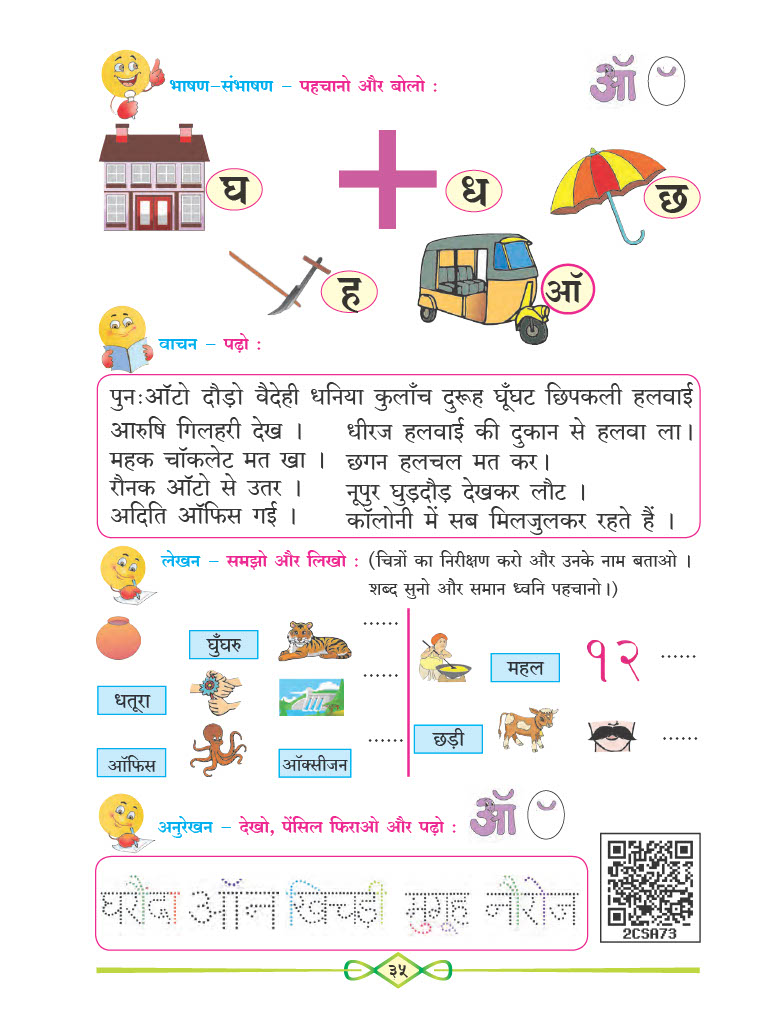 भाषण-संभाषण - पहचानो और बोलो :
ऑ
घ
ध
छ
ह
ऑ
वाचन - पढ़ो :
पुन:ऑटो दौड़ो वैदेही धनिया कुलाँच दुरूह घूँघट छिपकली हलवाई
आरुषि गिलहरी देख ।
महक चॉकलेट मत खा ।
रौनक ऑटो से उतर ।
अदिति ऑफिस गई ।
धीरज हलवाई की दुकान से हलवा ला।
छगन हलचल मत कर।
नूपुर घुड़दौड़ देखकर लौट ।
कॉलोनी में सब मिलजुलकर रहते हैं ।
लेखन - समझो और लिखो : (चित्रों का निरीक्षण करो और उनके नाम बताओ ।
शब्द सुनो और समान ध्वनि पहचानो।)
घुँघरु ......
धतूरा ......
ऑफिस ऑक्सीजन ......
महल १२ ......
छड़ी ......
अनुरेखन - देखो, पेंसिल फिराओ और पढ़ो :
ऑ
घरौंदा ऑन खिचड़ी मुगूह नौरोज
2CSA73
३५